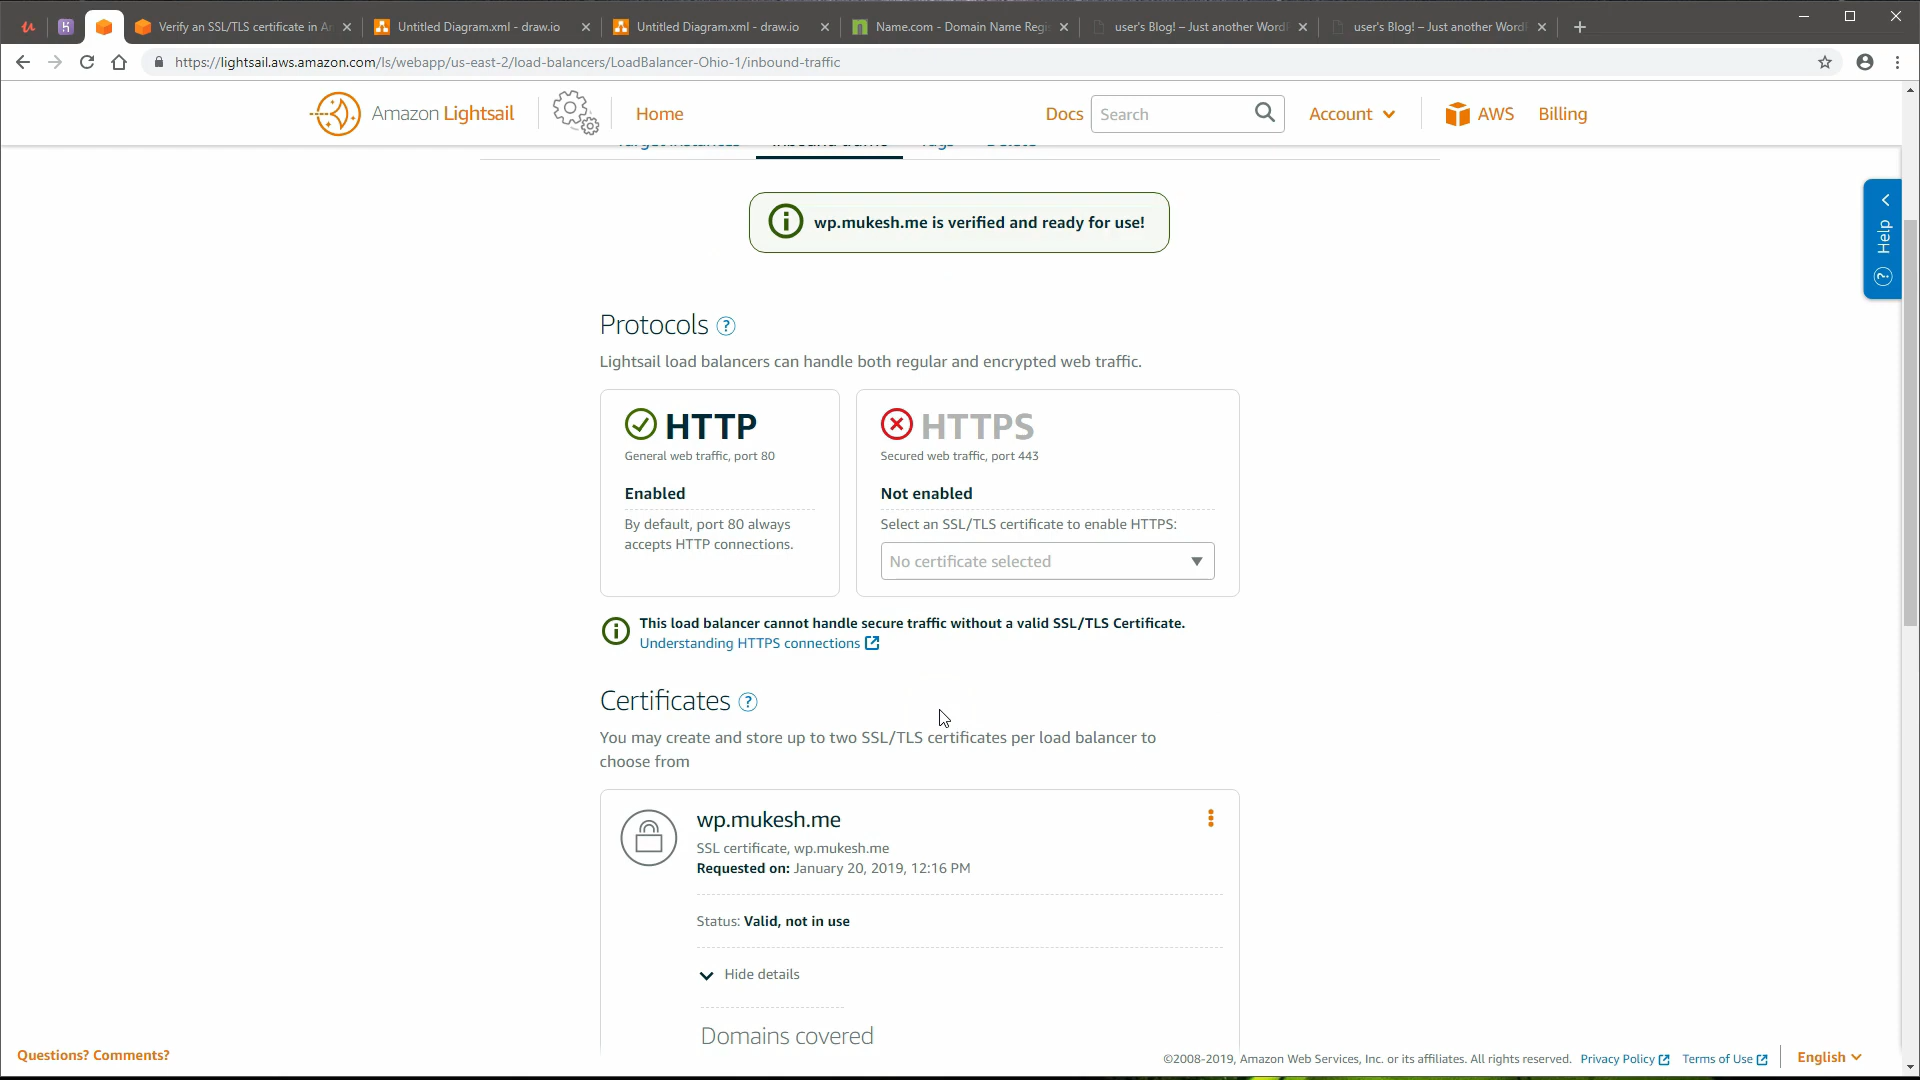 Verify an SSL/TLS certificate in Am
Untitled Diagram.xml - draw.io
Untitled Diagram.xml - draw.io
Name.com - Domain Name Regi
user's Blog! – Just another Word
user's Blog! – Just another Word
https://lightsail.aws.amazon.com/ls/webapp/us-east-2/load-balancers/LoadBalancer-Ohio-1/inbound-traffic
Amazon Lightsail
Home
Docs
Search
Account
AWS
Billing
Target instances
Inbound traffic
Tags
Delete
Help
wp.mukesh.me is verified and ready for use!
Protocols ?
Lightsail load balancers can handle both regular and encrypted web traffic.
HTTP
General web traffic, port 80
Enabled
By default, port 80 always
accepts HTTP connections.
HTTPS
Secured web traffic, port 443
Not enabled
Select an SSL/TLS certificate to enable HTTPS:
No certificate selected
This load balancer cannot handle secure traffic without a valid SSL/TLS Certificate.
Understanding HTTPS connections
Certificates ?
You may create and store up to two SSL/TLS certificates per load balancer to
choose from
wp.mukesh.me
SSL certificate, wp.mukesh.me
Requested on: January 20, 2019, 12:16 PM
Status: Valid, not in use
Hide details
Domains covered
Questions? Comments?
©2008-2019, Amazon Web Services, Inc. or its affiliates. All rights reserved.
Privacy Policy
Terms of Use
English